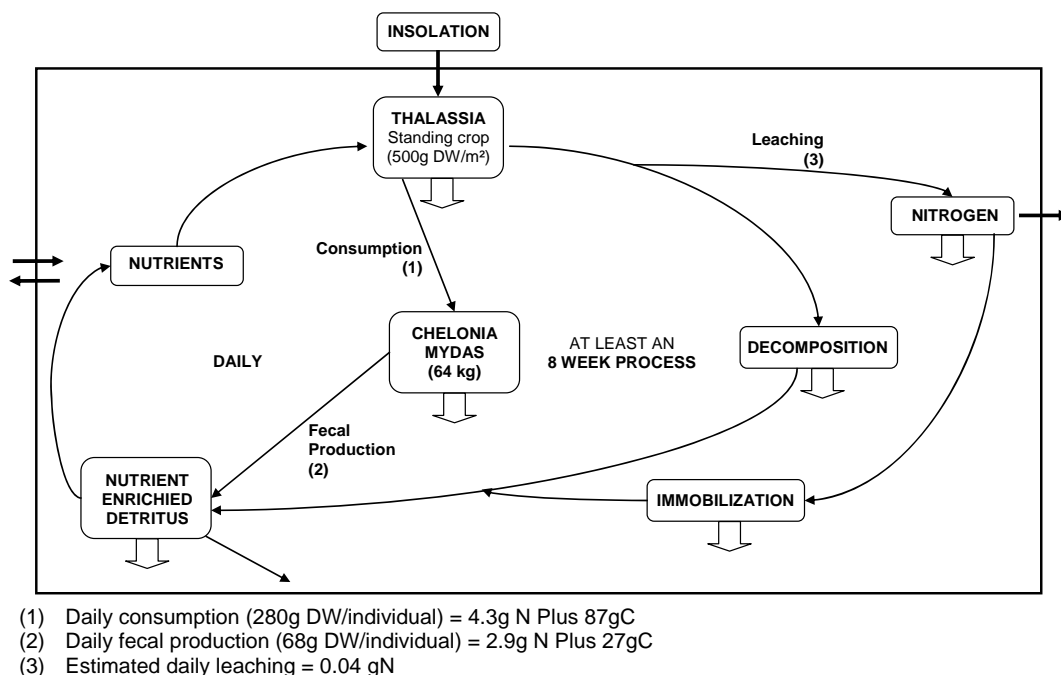 INSOLATION
THALASSIA
Standing crop
(500g DW/m²)
Leaching
(3)
NITROGEN
Consumption
(1)
NUTRIENTS
CHELONIA
MYDAS
(64 kg)
DAILY
AT LEAST AN
8 WEEK PROCESS
DECOMPOSITION
Fecal
Production
(2)
NUTRIENT
ENRICHIED
DETRITUS
IMMOBILIZATION
(1) Daily consumption (280g DW/individual) = 4.3g N Plus 87gC
(2) Daily fecal production (68g DW/individual) = 2.9g N Plus 27gC
(3) Estimated daily leaching = 0.04 gN